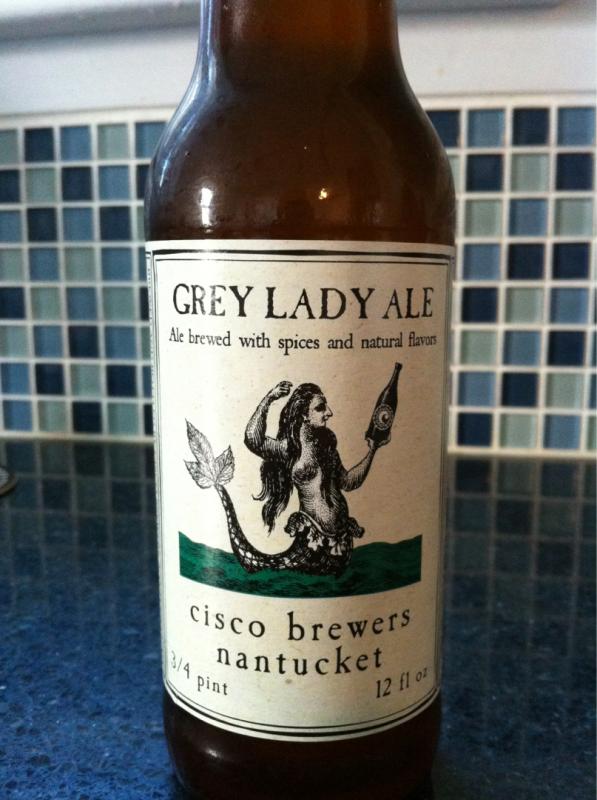 GREY LADY ALE
Ale brewed with spices and natural flavors
cisco brewers
nantucket
3/4 pint
12 fl oz